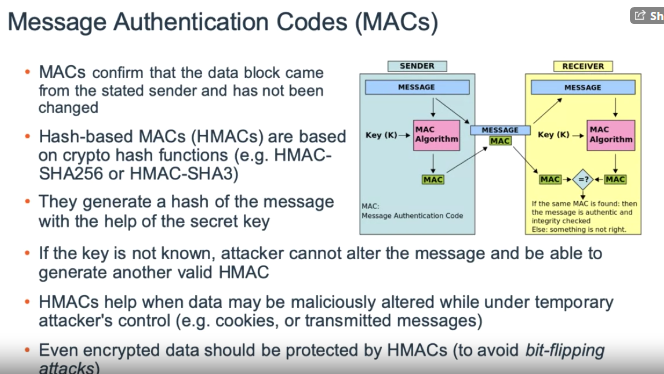 Sh
Message Authentication Codes (MACs)
• MACs confirm that the data block came
from the stated sender and has not been
changed
• Hash-based MACs (HMACs) are based
on crypto hash functions (e.g. HMAC-
SHA256 or HMAC-SHA3)
• They generate a hash of the message
with the help of the secret key
• If the key is not known, attacker cannot alter the message and be able to
generate another valid HMAC
• HMACs help when data may be maliciously altered while under temporary
attacker's control (e.g. cookies, or transmitted messages)
• Even encrypted data should be protected by HMACs (to avoid bit-flipping
attacks)
SENDER
MESSAGE
Key (K)
MAC
Algorithm
MAC
MAC:
Message Authentication Code
MESSAGE
MAC
RECEIVER
MESSAGE
Key (K)
MAC
Algorithm
MAC =? MAC
If the same MAC is found: then
the message is authentic and
integrity checked
Else: something is not right.